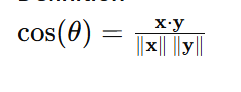 cos(θ) = x·y / ‖x‖ ‖y‖